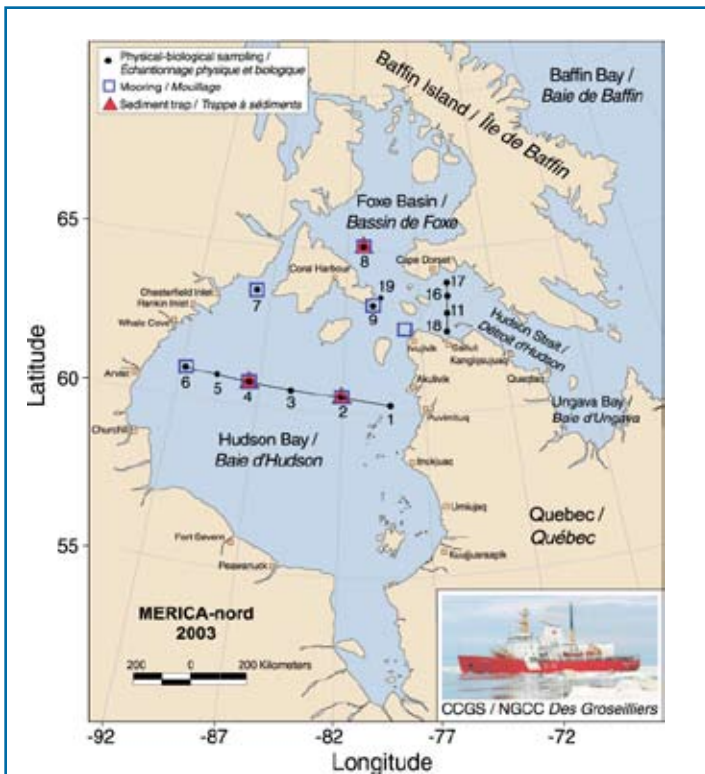 Physical-biological sampling /
Échantionnage physique et biologique
Mooring / Mouillage
Sediment trap / Trappe à sédiments
Baffin Island / Île de Baffin
Baffin Bay /
Baie de Baffin
65
Foxe Basin /
Bassin de Foxe
8
Coral Harbour
Cape Dorset
19
17
16
11
18
9
7
Chesterfield Inlet
Rankin Inlet
Whale Cove
Hudson Strait /
Détroit d'Hudson
Ivujivik
Salluit
Kangiqsujuaq
Quaqtaq
Latitude
60
Arviat
6
5
4
3
2
1
Akulivik
Puvirnituq
Ungava Bay /
Baie d'Ungava
Churchill
Hudson Bay /
Baie d'Hudson
Inukjuac
Umiujaq
Quebec /
Québec
55
Fort Severn
Peawanuck
Kuujjuaraapik
MERICA-nord
2003
200 0 200 Kilometers
CCGS / NGCC Des Groseilliers
-92 -87 -82 -77 -72
Longitude